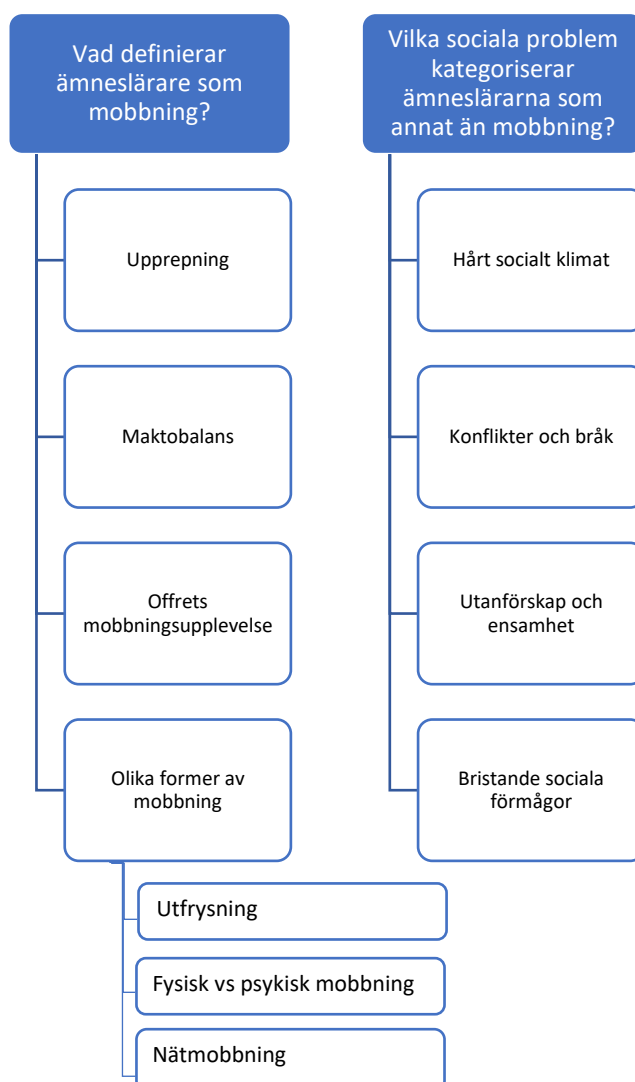 Vad definierar
ämneslärare som
mobbning?
Upprepning
Maktobalans
Offrets
mobbningsupplevelse
Olika former av
mobbning
Utfrysning
Fysisk vs psykisk mobbning
Nätmobbning
Vilka sociala problem
kategoriserar
ämneslärarna som
annat än mobbning?
Hårt socialt klimat
Konflikter och bråk
Utanförskap och
ensamhet
Bristande sociala
förmågor